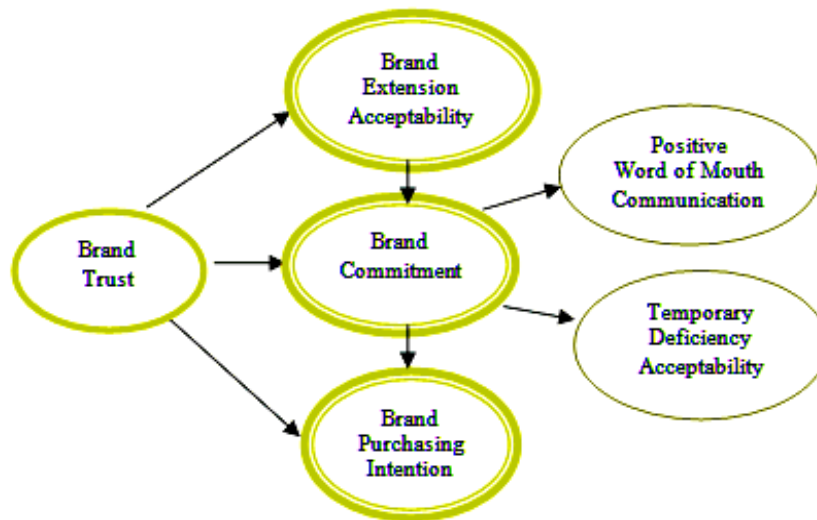 Brand
Extension
Acceptability
Positive
Word of Mouth
Communication
Brand
Trust
Brand
Commitment
Temporary
Deficiency
Acceptability
Brand
Purchasing
Intention